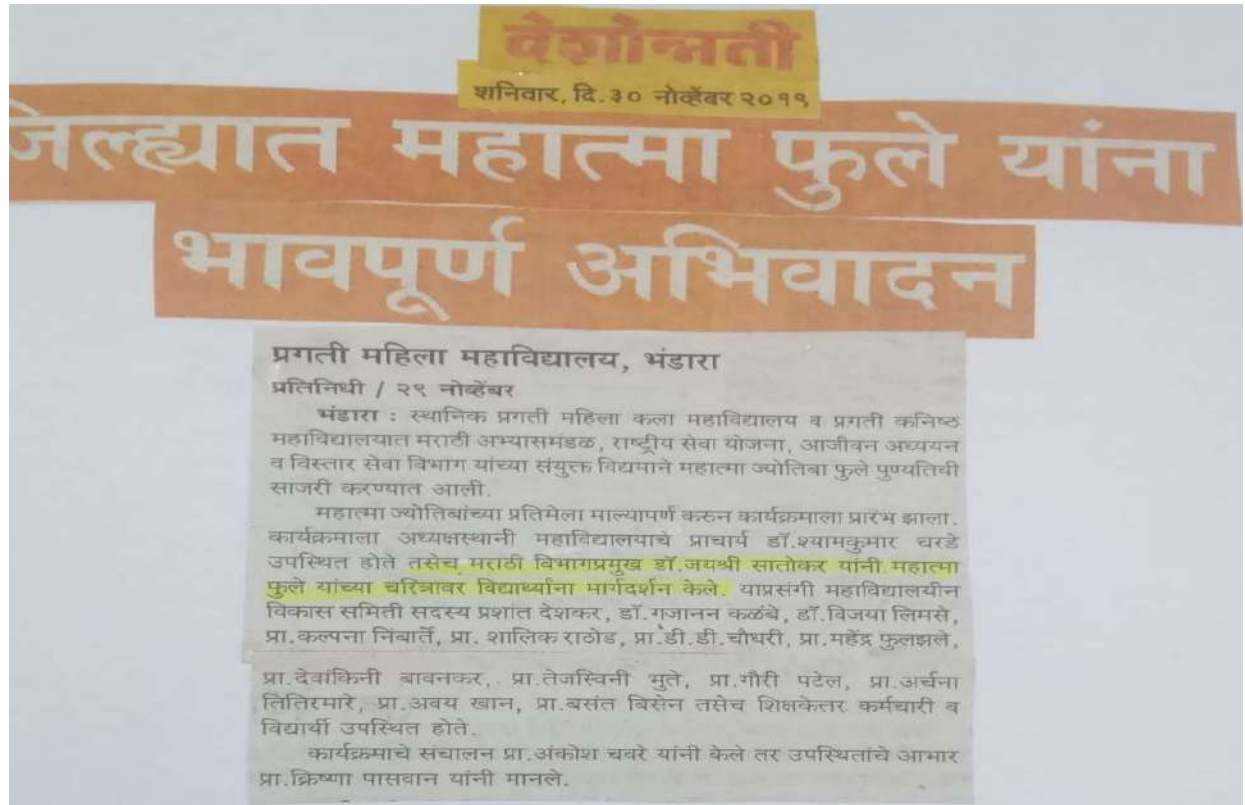 देशोन्नती
शनिवार, दि.३० नोव्हेंबर २०१९
जिल्ह्यात महात्मा फुले यांना
भावपूर्ण अभिवादन
प्रगती महिला महाविद्यालय, भंडारा
प्रतिनिधी / २९ नोव्हेंबर
भंडारा : स्थानिक प्रगती महिला कला महाविद्यालय व प्रगती कनिष्ठ
महाविद्यालयात मराठी अभ्यासमंडळ, राष्ट्रीय सेवा योजना, आजीवन अध्ययन
व विस्तार सेवा विभाग यांच्या संयुक्त विद्यमाने महात्मा ज्योतिबा फुले पुण्यतिथी
साजरी करण्यात आली.
महात्मा ज्योतिबांच्या प्रतिमेला माल्यापर्ण करुन कार्यक्रमाला प्रारंभ झाला.
कार्यक्रमाला अध्यक्षस्थानी महाविद्यालयाचे प्राचार्य डॉ.श्यामकुमार चरडे
उपस्थित होते तसेच मराठी विभागप्रमुख डॉ.जयश्री सातोकर यांनी महात्मा
फुले यांच्या चरित्रावर विद्यार्थ्यांना मार्गदर्शन केले. याप्रसंगी महाविद्यालयीन
विकास समिती सदस्य प्रशांत देशकर, डॉ.गजानन कळंबे, डॉ.विजया लिमसे,
प्रा.कल्पना निंबार्ते, प्रा. शालिक राठोड, प्रा.डी.डी.चौधरी, प्रा.महेंद्र फुलझले,
प्रा.देवांकिनी बावनकर, प्रा.तेजस्विनी भुते, प्रा.गौरी पटेल, प्रा.अर्चना
तितिरमारे, प्रा.अवय खान, प्रा.बसंत बिसेन तसेच शिक्षकेत्तर कर्मचारी व
विद्यार्थी उपस्थित होते.
कार्यक्रमाचे संचालन प्रा.अंकोश चवरे यांनी केले तर उपस्थितांचे आभार
प्रा.क्रिष्णा पासवान यांनी मानले.